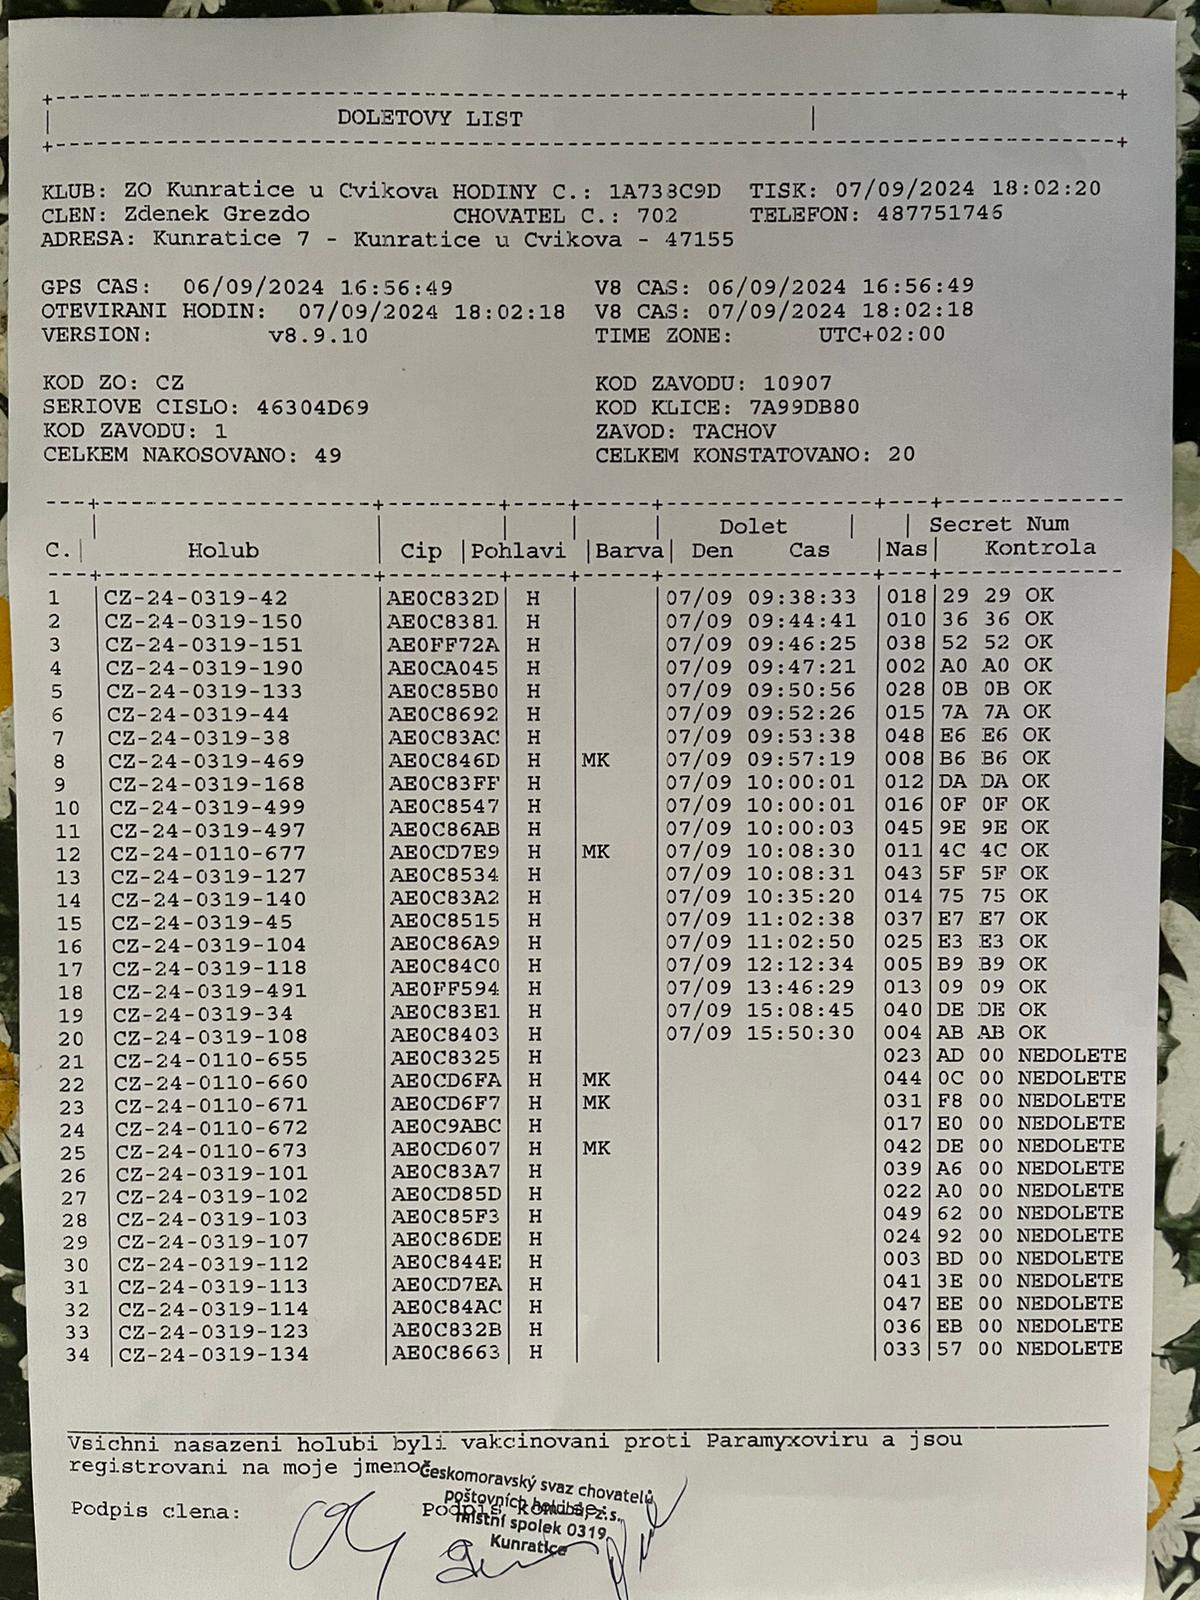 DOLETOVY LIST
KLUB: ZO Kunratice u Cvikova HODINY C.: 1A738C9D TISK: 07/09/2024 18:02:20
CLEN: Zdenek Grezdo CHOVATEL C.: 702 TELEFON: 487751746
ADRESA: Kunratice 7 - Kunratice u Cvikova - 47155
GPS CAS: 06/09/2024 16:56:49 V8 CAS: 06/09/2024 16:56:49
OTEVIRANI HODIN: 07/09/2024 18:02:18 V8 CAS: 07/09/2024 18:02:18
VERSION: v8.9.10 TIME ZONE: UTC+02:00
KOD ZO: CZ KOD ZAVODU: 10907
SERIOVE CISLO: 46304D69 KOD KLICE: 7A99DB80
KOD ZAVODU: 1 ZAVOD: TACHOV
CELKEM NAKOSOVANO: 49 CELKEM KONSTATOVANO: 20
Dolet | | Secret Num
C.| Holub | Cip |Pohlavi |Barva| Den Cas |Nas| Kontrola
1 CZ-24-0319-42 AE0C832D H 07/09 09:38:33 018 29 29 OK
2 CZ-24-0319-150 AE0C8381 H 07/09 09:44:41 010 36 36 OK
3 CZ-24-0319-151 AE0FF72A H 07/09 09:46:25 038 52 52 OK
4 CZ-24-0319-190 AE0CA045 H 07/09 09:47:21 002 A0 A0 OK
5 CZ-24-0319-133 AE0C85B0 H 07/09 09:50:56 028 0B 0B OK
6 CZ-24-0319-44 AE0C8692 H 07/09 09:52:26 015 7A 7A OK
7 CZ-24-0319-38 AE0C83AC H 07/09 09:53:38 048 E6 E6 OK
8 CZ-24-0319-469 AE0C846D H MK 07/09 09:57:19 008 B6 B6 OK
9 CZ-24-0319-168 AE0C83FF H 07/09 10:00:01 012 DA DA OK
10 CZ-24-0319-499 AE0C8547 H 07/09 10:00:01 016 0F 0F OK
11 CZ-24-0319-497 AE0C86AB H 07/09 10:00:03 045 9E 9E OK
12 CZ-24-0110-677 AE0CD7E9 H MK 07/09 10:08:30 011 4C 4C OK
13 CZ-24-0319-127 AE0C8534 H 07/09 10:08:31 043 5F 5F OK
14 CZ-24-0319-140 AE0C83A2 H 07/09 10:35:20 014 75 75 OK
15 CZ-24-0319-45 AE0C8515 H 07/09 11:02:38 037 E7 E7 OK
16 CZ-24-0319-104 AE0C86A9 H 07/09 11:02:50 025 E3 E3 OK
17 CZ-24-0319-118 AE0C84C0 H 07/09 12:12:34 005 B9 B9 OK
18 CZ-24-0319-491 AE0FF594 H 07/09 13:46:29 013 09 09 OK
19 CZ-24-0319-34 AE0C83E1 H 07/09 15:08:45 040 DE DE OK
20 CZ-24-0319-108 AE0C8403 H 07/09 15:50:30 004 AB AB OK
21 CZ-24-0110-655 AE0C8325 H 023 AD 00 NEDOLETE
22 CZ-24-0110-660 AE0CD6FA H MK 044 0C 00 NEDOLETE
23 CZ-24-0110-671 AE0CD6F7 H MK 031 F8 00 NEDOLETE
24 CZ-24-0110-672 AE0C9ABC H 017 E0 00 NEDOLETE
25 CZ-24-0110-673 AE0CD607 H MK 042 DE 00 NEDOLETE
26 CZ-24-0319-101 AE0C83A7 H 039 A6 00 NEDOLETE
27 CZ-24-0319-102 AE0CD85D H 022 A0 00 NEDOLETE
28 CZ-24-0319-103 AE0C85F3 H 049 62 00 NEDOLETE
29 CZ-24-0319-107 AE0C86DE H 024 92 00 NEDOLETE
30 CZ-24-0319-112 AE0C844E H 003 BD 00 NEDOLETE
31 CZ-24-0319-113 AE0CD7EA H 041 3E 00 NEDOLETE
32 CZ-24-0319-114 AE0C84AC H 047 EE 00 NEDOLETE
33 CZ-24-0319-123 AE0C832B H 036 EB 00 NEDOLETE
34 CZ-24-0319-134 AE0C8663 H 033 57 00 NEDOLETE
Vsichni nasazeni holubi byli vakcinovani proti Paramyxoviru a jsou
registrovani na moje jmeno
Českomoravský svaz chovatelů
poštovních holubů, z.s.
místní spolek 0319
Kunratice
Podpis clena: Podpis